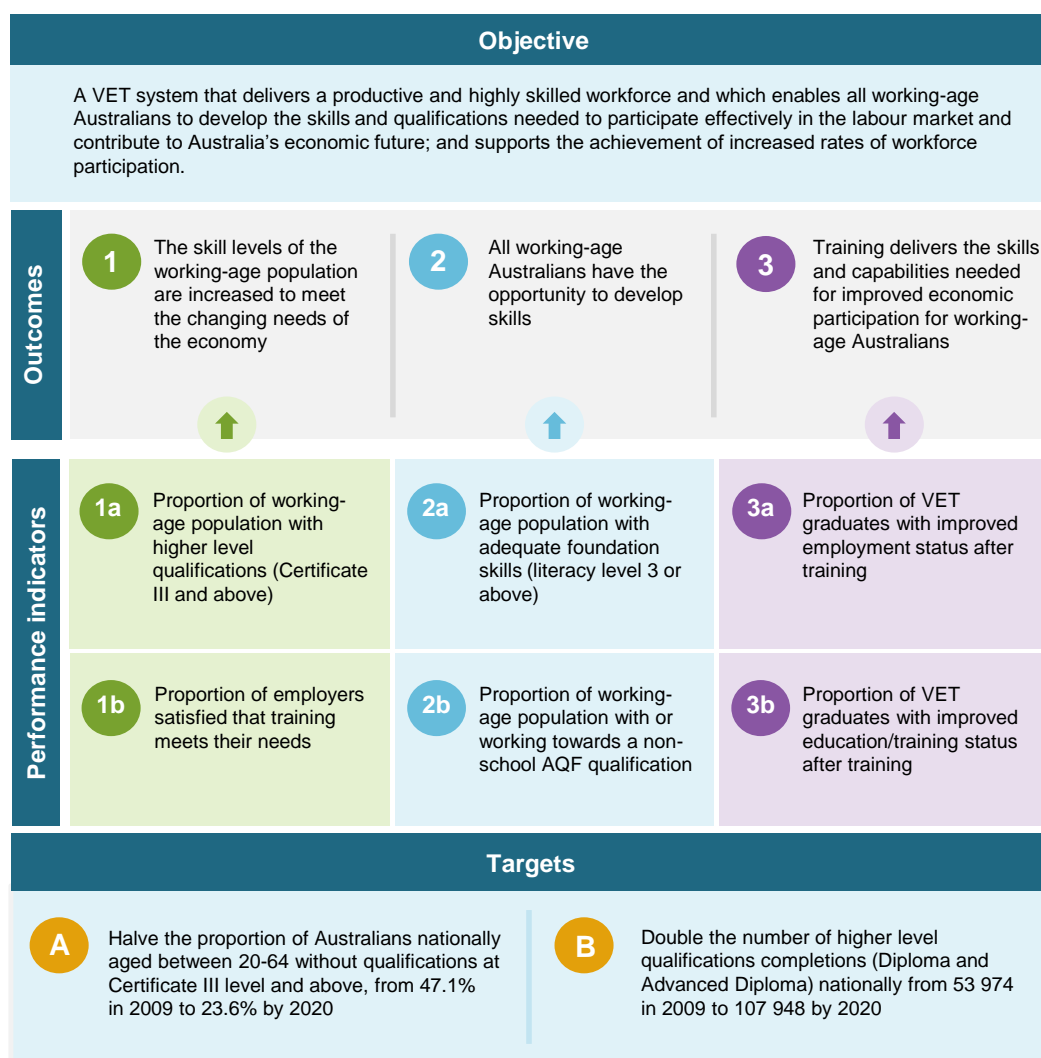 Objective
A VET system that delivers a productive and highly skilled workforce and which enables all working-age
Australians to develop the skills and qualifications needed to participate effectively in the labour market and
contribute to Australia's economic future; and supports the achievement of increased rates of workforce
participation.
Outcomes
1
The skill levels of the
working-age population
are increased to meet
the changing needs of
the economy
2
All working-age
Australians have the
opportunity to develop
skills
3
Training delivers the skills
and capabilities needed
for improved economic
participation for working-
age Australians
Performance indicators
1a
Proportion of working-
age population with
higher level
qualifications (Certificate
III and above)
2a
Proportion of working-
age population with
adequate foundation
skills (literacy level 3 or
above)
3a
Proportion of VET
graduates with improved
employment status after
training
1b
Proportion of employers
satisfied that training
meets their needs
2b
Proportion of working-
age population with or
working towards a non-
school AQF qualification
3b
Proportion of VET
graduates with improved
education/training status
after training
Targets
A
Halve the proportion of Australians nationally
aged between 20-64 without qualifications at
Certificate III level and above, from 47.1%
in 2009 to 23.6% by 2020
B
Double the number of higher level
qualifications completions (Diploma and
Advanced Diploma) nationally from 53 974
in 2009 to 107 948 by 2020